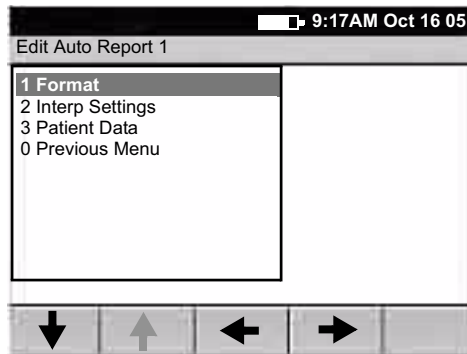 9:17AM Oct 16 05
Edit Auto Report 1
1 Format
2 Interp Settings
3 Patient Data
0 Previous Menu